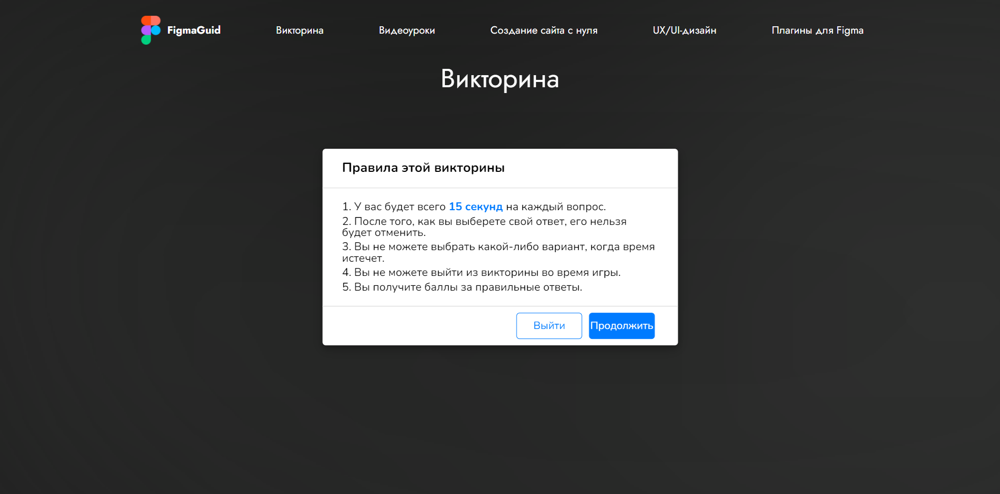 FigmaGuid
Викторина
Видеоуроки
Создание сайта с нуля
UX/UI-дизайн
Плагины для Figma
Викторина
Правила этой викторины
1. У вас будет всего 15 секунд на каждый вопрос.
2. После того, как вы выберете свой ответ, его нельзя
будет отменить.
3. Вы не можете выбрать какой-либо вариант, когда время
истечет.
4. Вы не можете выйти из викторины во время игры.
5. Вы получите баллы за правильные ответы.
Выйти
Продолжить